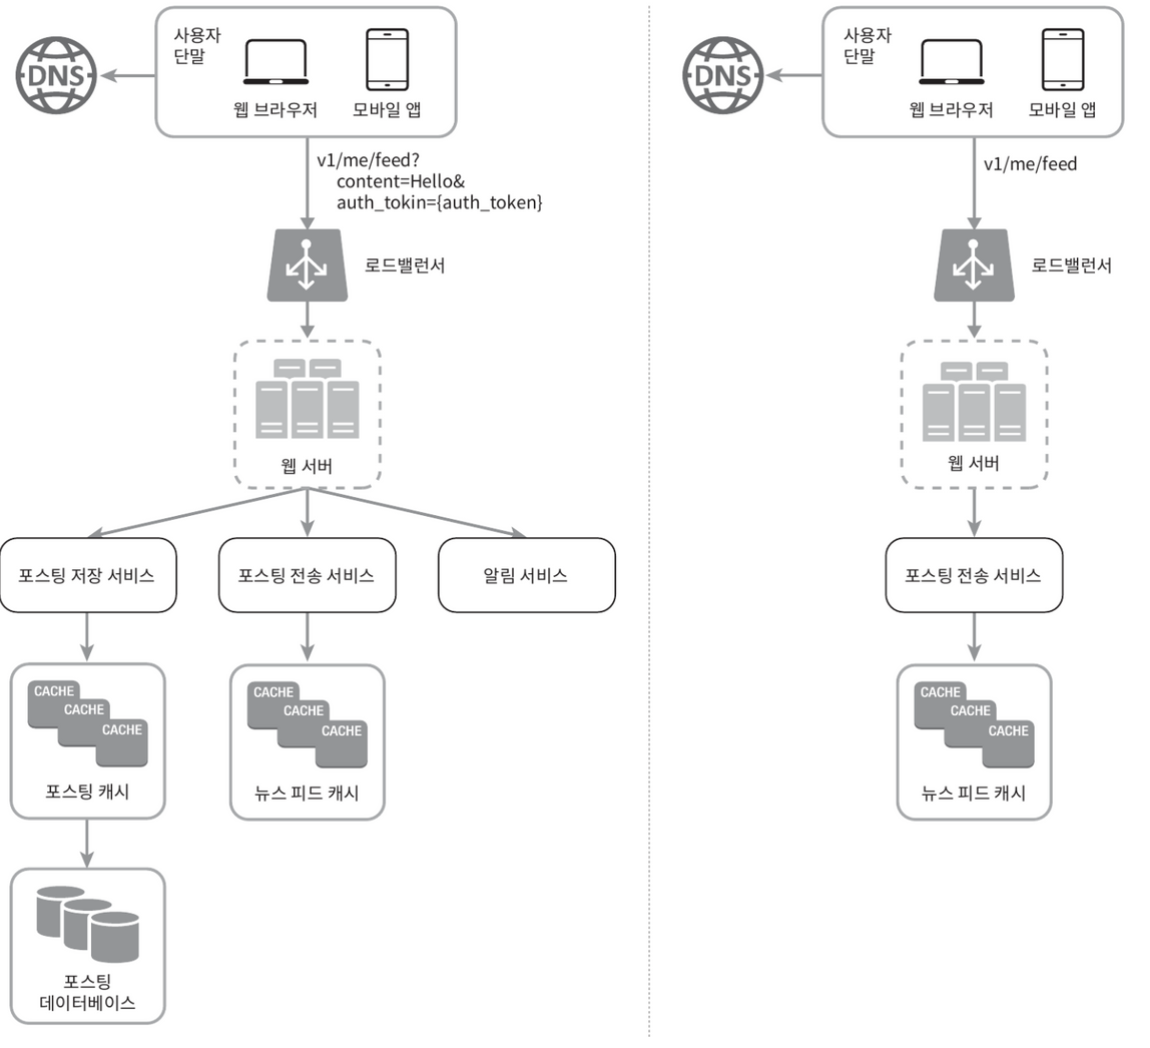 DNS
사용자
단말
웹 브라우저
모바일 앱
v1/me/feed?
content=Hello&
auth_tokin={auth_token}
로드밸런서
웹 서버
포스팅 저장 서비스
포스팅 전송 서비스
알림 서비스
CACHE
CACHE
CACHE
포스팅 캐시
CACHE
CACHE
CACHE
뉴스 피드 캐시
포스팅
데이터베이스
DNS
사용자
단말
웹 브라우저
모바일 앱
v1/me/feed
로드밸런서
웹 서버
포스팅 전송 서비스
CACHE
CACHE
CACHE
뉴스 피드 캐시